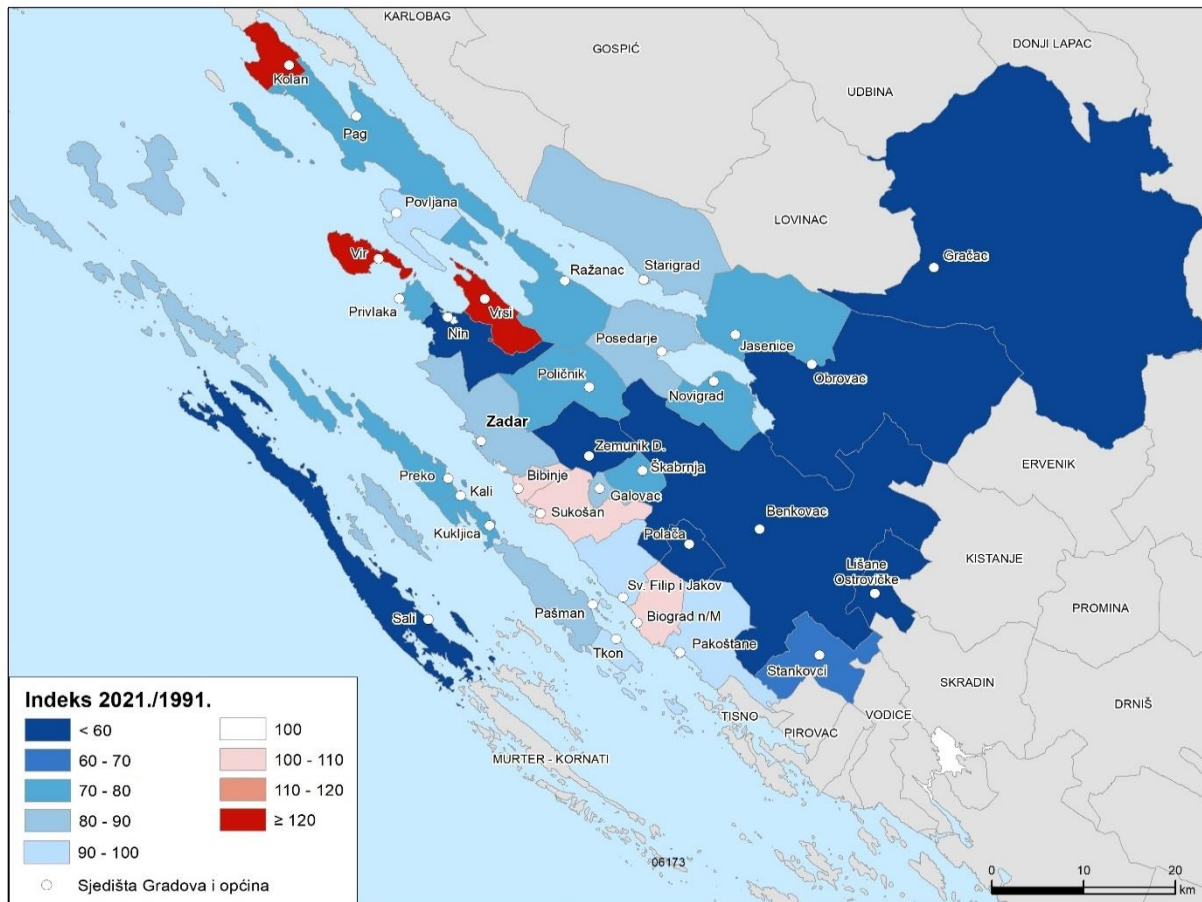 KARLOBAG
GOSPIĆ
DONJI LAPAC
UDBINA
Kolan
Pag
LOVINAC
Povljana
Vir
Gračac
Ražanac
Starigrad
Privlaka
Vrsi
Nin
Posedarje
Jasenice
Obrovac
Poličnik
Novigrad
Zadar
Zemunik D.
ERVENIK
Škabrnja
Preko
Bibinje
Kali
Galovac
Sukošan
Benkovac
Kukljica
Polača
KISTANJE
Lišane
Ostrovičke
Sv. Filip i Jakov
PROMINA
Pašman
Biograd n/M
Sali
Tkon
Pakoštane
Stankovci
SKRADIN
DRNIŠ
TISNO
VODICE
PIROVAC
MURTER - KORNATI
06173
Indeks 2021./1991.
< 60
60 - 70
70 - 80
80 - 90
90 - 100
100
100 - 110
110 - 120
≥ 120
Sjedišta Gradova i općina
0 10 20
km